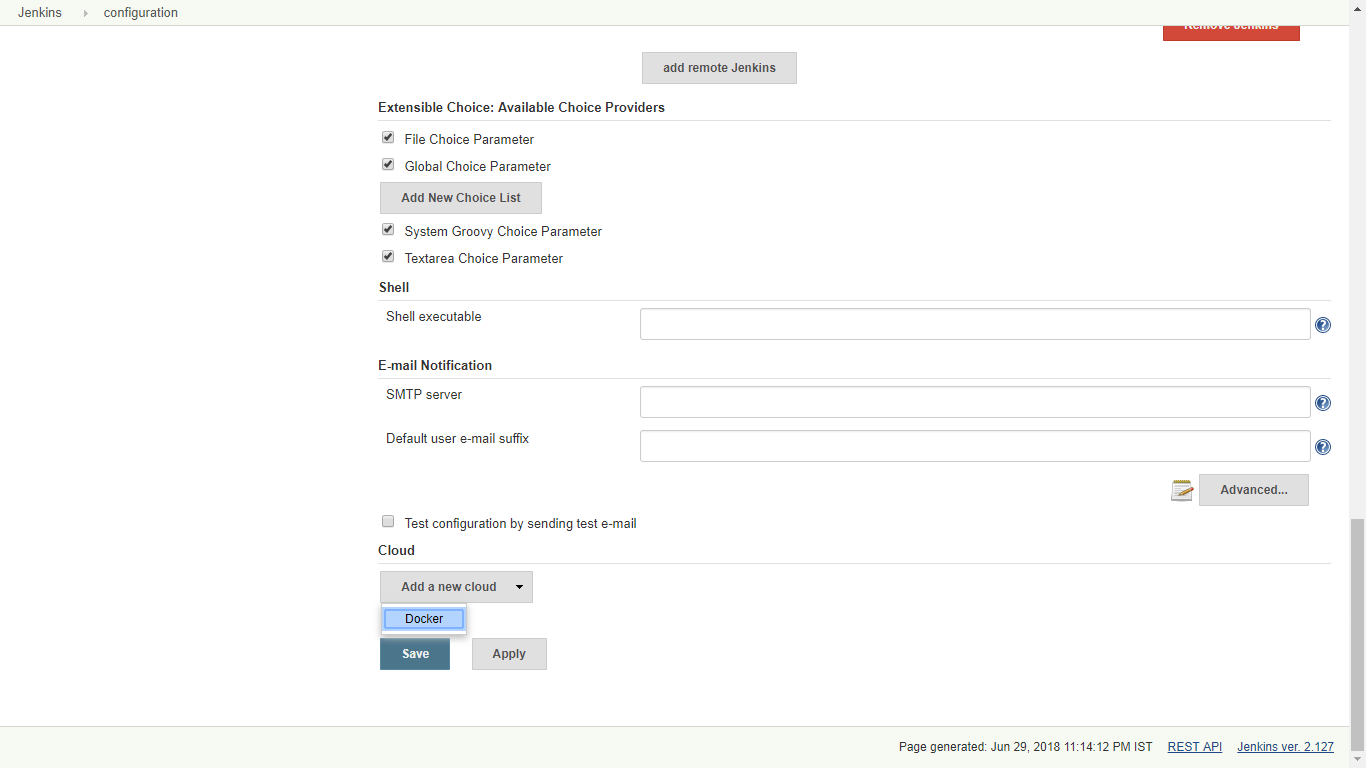 Jenkins configuration
Remove Jenkins
add remote Jenkins
Extensible Choice: Available Choice Providers
File Choice Parameter
Global Choice Parameter
Add New Choice List
System Groovy Choice Parameter
Textarea Choice Parameter
Shell
Shell executable
E-mail Notification
SMTP server
Default user e-mail suffix
Advanced...
Test configuration by sending test e-mail
Cloud
Add a new cloud
Docker
Save Apply
Page generated: Jun 29, 2018 11:14:12 PM IST REST API Jenkins ver. 2.127